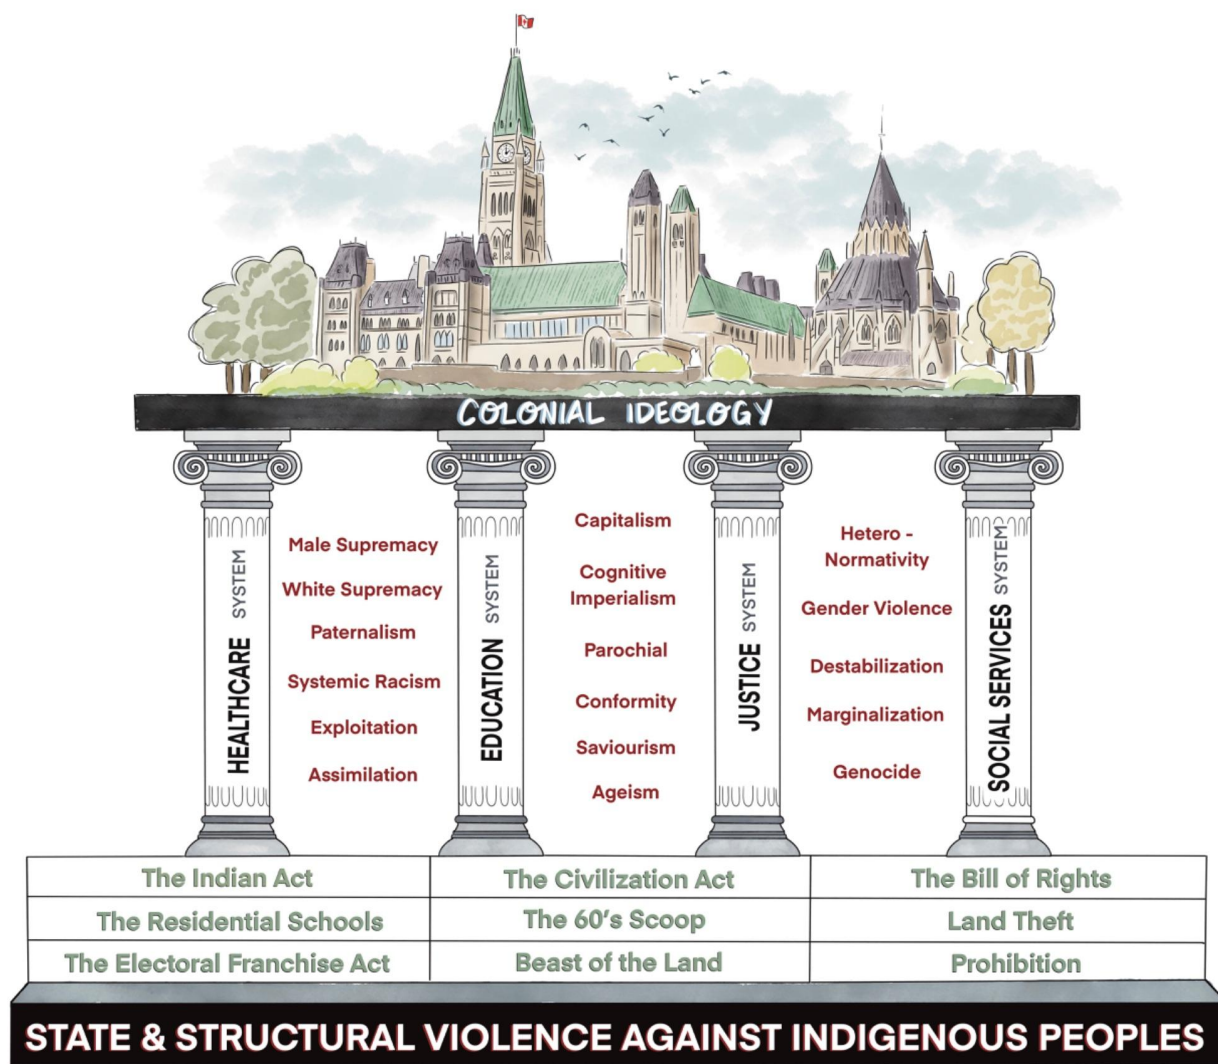 COLONIAL IDEOLOGY
HEALTHCARE SYSTEM
Male Supremacy
White Supremacy
Paternalism
Systemic Racism
Exploitation
Assimilation
EDUCATION SYSTEM
Capitalism
Cognitive
Imperialism
Parochial
Conformity
Saviourism
Ageism
JUSTICE SYSTEM
Hetero -
Normativity
Gender Violence
Destabilization
Marginalization
Genocide
SOCIAL SERVICES SYSTEM
The Indian Act
The Civilization Act
The Bill of Rights
The Residential Schools
The 60's Scoop
Land Theft
The Electoral Franchise Act
Beast of the Land
Prohibition
STATE & STRUCTURAL VIOLENCE AGAINST INDIGENOUS PEOPLES